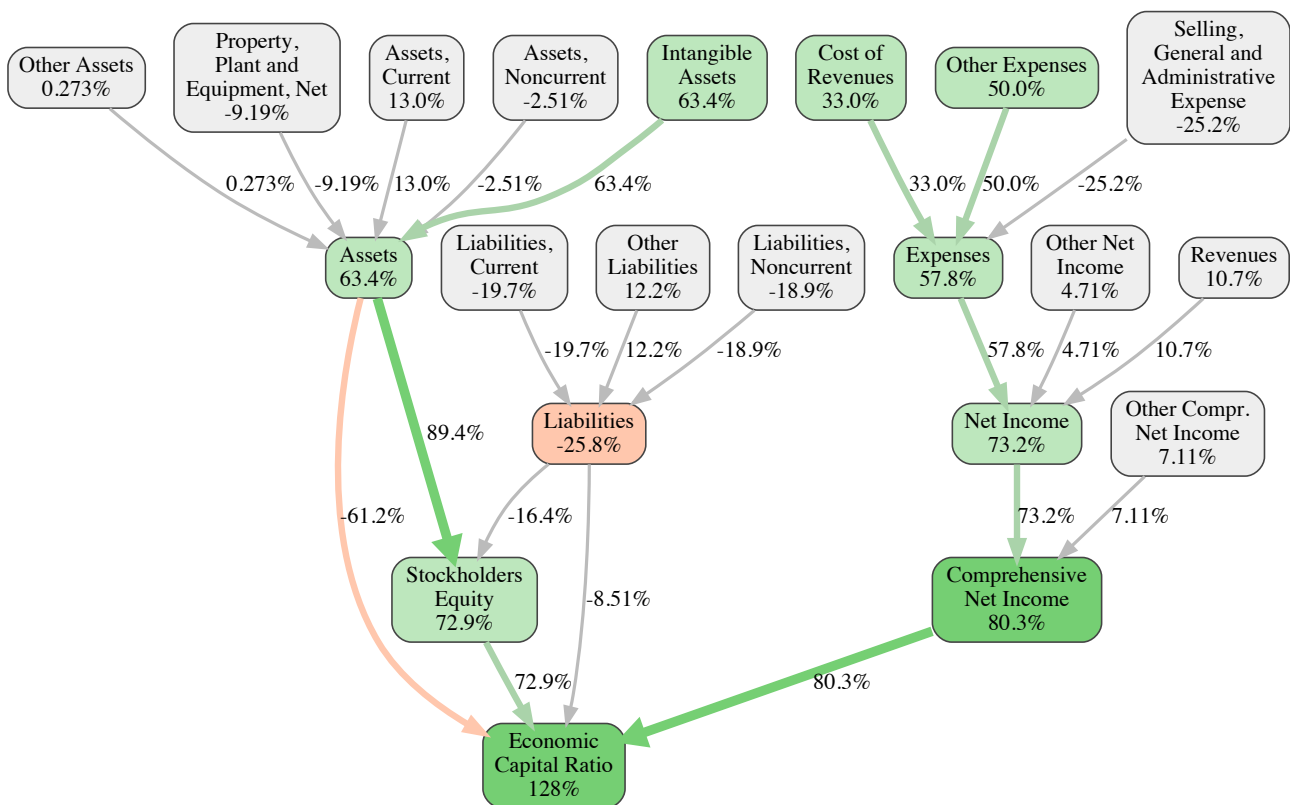 Other Assets
0.273%
Property,
Plant and
Equipment, Net
-9.19%
Assets,
Current
13.0%
Assets,
Noncurrent
-2.51%
Intangible
Assets
63.4%
Cost of
Revenues
33.0%
Other Expenses
50.0%
Selling,
General and
Administrative
Expense
-25.2%
0.273%
-9.19%
13.0%
-2.51%
63.4%
33.0%
50.0%
-25.2%
Assets
63.4%
Liabilities,
Current
-19.7%
Other
Liabilities
12.2%
Liabilities,
Noncurrent
-18.9%
Expenses
57.8%
Other Net
Income
4.71%
Revenues
10.7%
-19.7%
12.2%
-18.9%
57.8%
4.71%
10.7%
89.4%
Liabilities
-25.8%
Net Income
73.2%
Other Compr.
Net Income
7.11%
-61.2%
-16.4%
73.2%
7.11%
Stockholders
Equity
72.9%
-8.51%
Comprehensive
Net Income
80.3%
72.9%
80.3%
Economic
Capital Ratio
128%